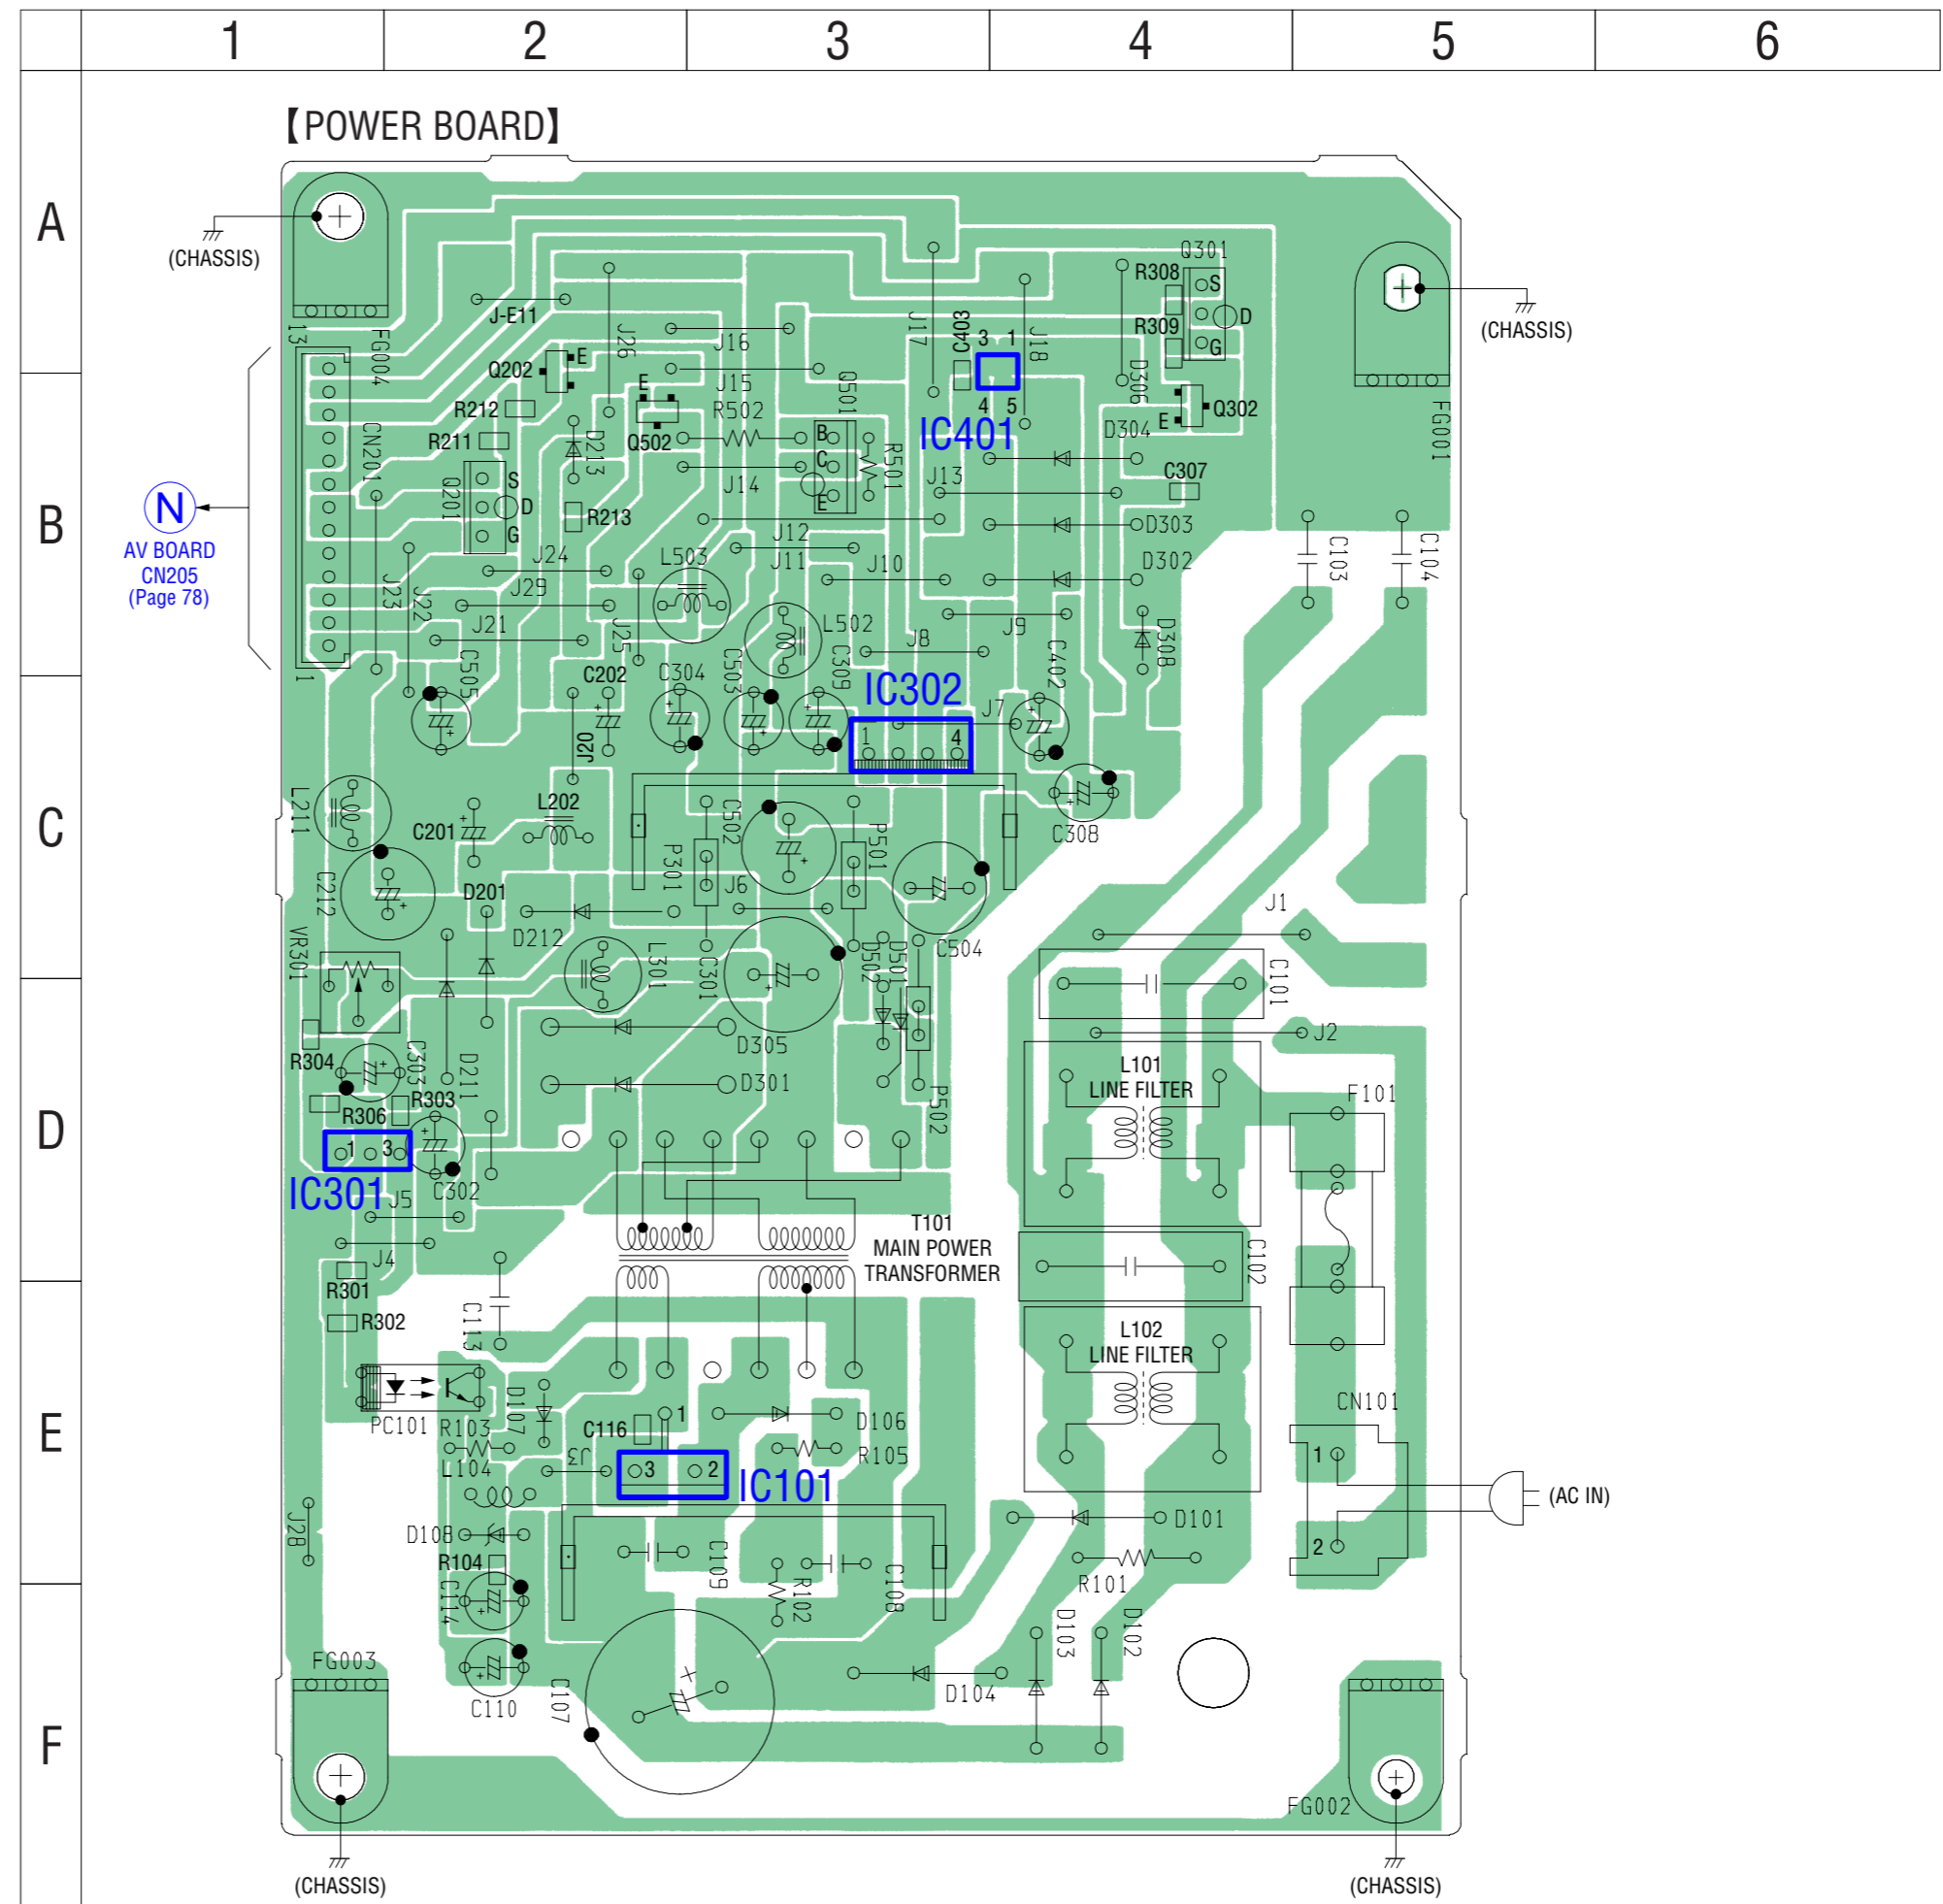 1 2 3 4 5 6
【POWER BOARD】
A
(CHASSIS)
Q301
R308
S
J-E11
J26
J17
C403
3 1
J18
R309
D
(CHASSIS)
13
FG004
J16
G
Q202
E
E
J15
Q501
D306
R212
R502
4 5
E
Q302
FG001
R211
Q502
B
IC401
D304
CN201
D213
C
R501
C307
S
J14
J13
B
N
Q201
D
R213
E
D303
G
J12
AV BOARD
CN205
(Page 78)
J24
L503
J11
J10
D302
C103
C104
J23
J22
J29
J21
J25
L502
J8
J9
D308
1
C505
C202
C304
C503
C309
IC302
C402
J7
J20
1 4
C
L211
L202
C201
C502
P501
C308
P301
C212
D201
J6
J1
VR301
D212
L301
C301
D502
D501
C504
C101
R304
C303
D211
D305
J2
D301
L101
LINE FILTER
D
R306
R303
P502
F101
1 3
IC301
C302
J5
T101
MAIN POWER
TRANSFORMER
J4
C102
R301
R302
C113
L102
LINE FILTER
E
PC101
D107
R103
C116
1
D106
CN101
L104
J3
3 2
R105
1
IC101
(AC IN)
J28
D108
D101
R104
C109
2
C114
R102
C108
R101
D103
D102
F
FG003
C110
C107
D104
FG002
(CHASSIS)
(CHASSIS)